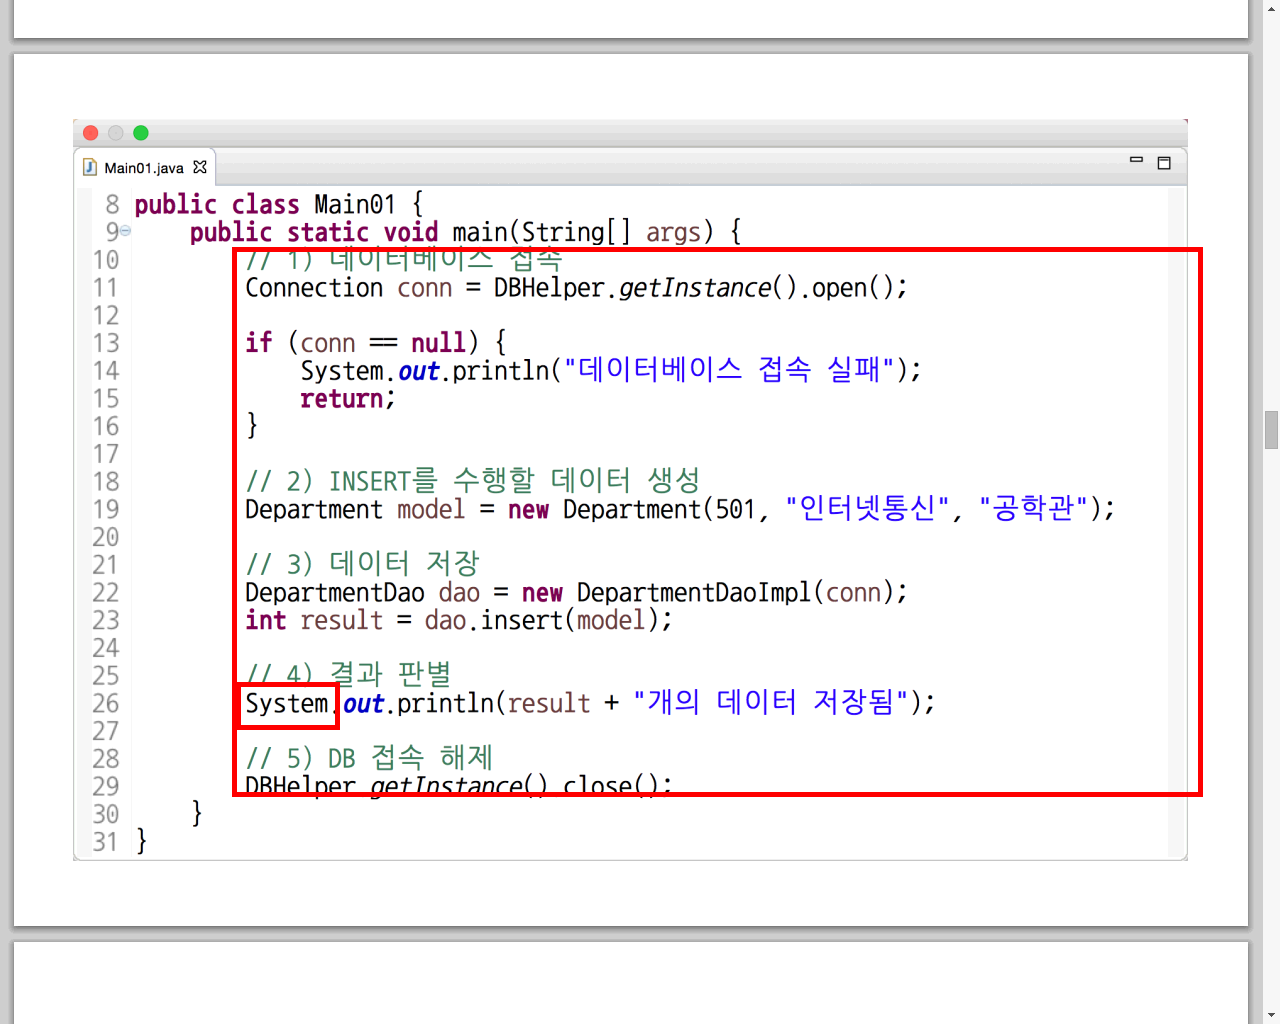 Main01.java
8 public class Main01 {
9 public static void main(String[] args) {
10 // 1) 데이터베이스 접속
11 Connection conn = DBHelper.getInstance().open();
12
13 if (conn == null) {
14 System.out.println("데이터베이스 접속 실패");
15 return;
16 }
17
18 // 2) INSERT를 수행할 데이터 생성
19 Department model = new Department(501, "인터넷통신", "공학관");
20
21 // 3) 데이터 저장
22 DepartmentDao dao = new DepartmentDaoImpl(conn);
23 int result = dao.insert(model);
24
25 // 4) 결과 판별
26 System.out.println(result + "개의 데이터 저장됨");
27
28 // 5) DB 접속 해제
29 DBHelper.getInstance().close();
30 }
31 }